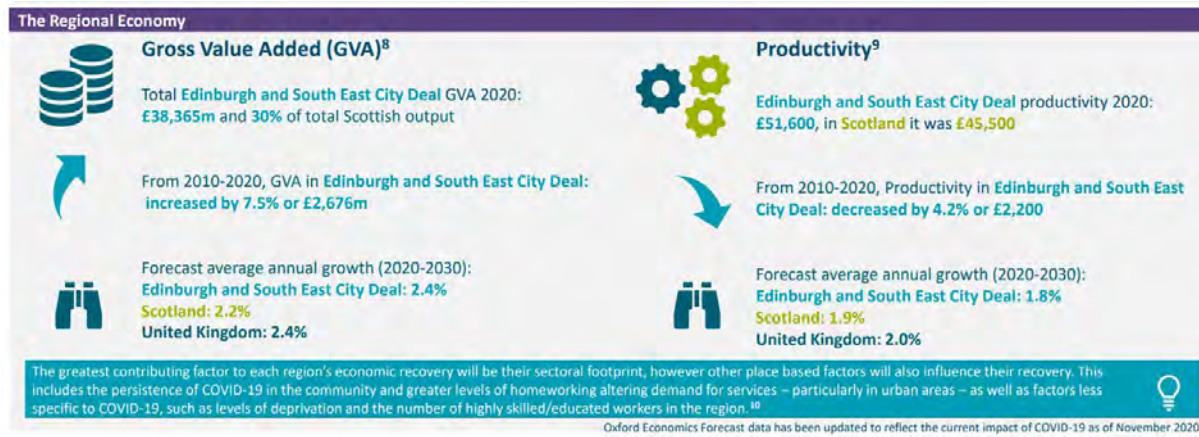 The Regional Economy
Gross Value Added (GVA)⁸
Total Edinburgh and South East City Deal GVA 2020:
£38,365m and 30% of total Scottish output
From 2010-2020, GVA in Edinburgh and South East City Deal:
increased by 7.5% or £2,676m
Forecast average annual growth (2020-2030):
Edinburgh and South East City Deal: 2.4%
Scotland: 2.2%
United Kingdom: 2.4%
Productivity⁹
Edinburgh and South East City Deal productivity 2020:
£51,600, in Scotland it was £45,500
From 2010-2020, Productivity in Edinburgh and South East
City Deal: decreased by 4.2% or £2,200
Forecast average annual growth (2020-2030):
Edinburgh and South East City Deal: 1.8%
Scotland: 1.9%
United Kingdom: 2.0%
The greatest contributing factor to each region's economic recovery will be their sectoral footprint, however other place based factors will also influence their recovery. This
includes the persistence of COVID-19 in the community and greater levels of homeworking altering demand for services – particularly in urban areas – as well as factors less
specific to COVID-19, such as levels of deprivation and the number of highly skilled/educated workers in the region.¹⁰
Oxford Economics Forecast data has been updated to reflect the current impact of COVID-19 as of November 2020